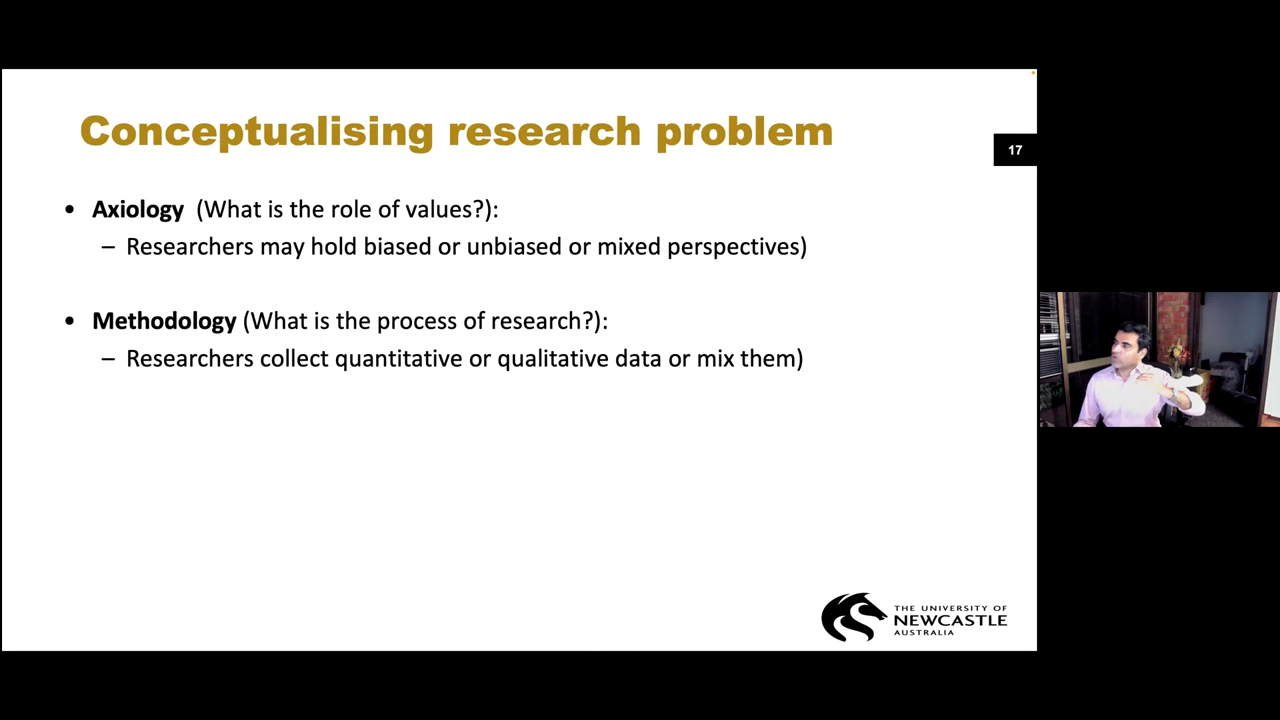 Conceptualising research problem
17
• Axiology (What is the role of values?):
– Researchers may hold biased or unbiased or mixed perspectives)
• Methodology (What is the process of research?):
– Researchers collect quantitative or qualitative data or mix them)
THE UNIVERSITY OF
NEWCASTLE
AUSTRALIA